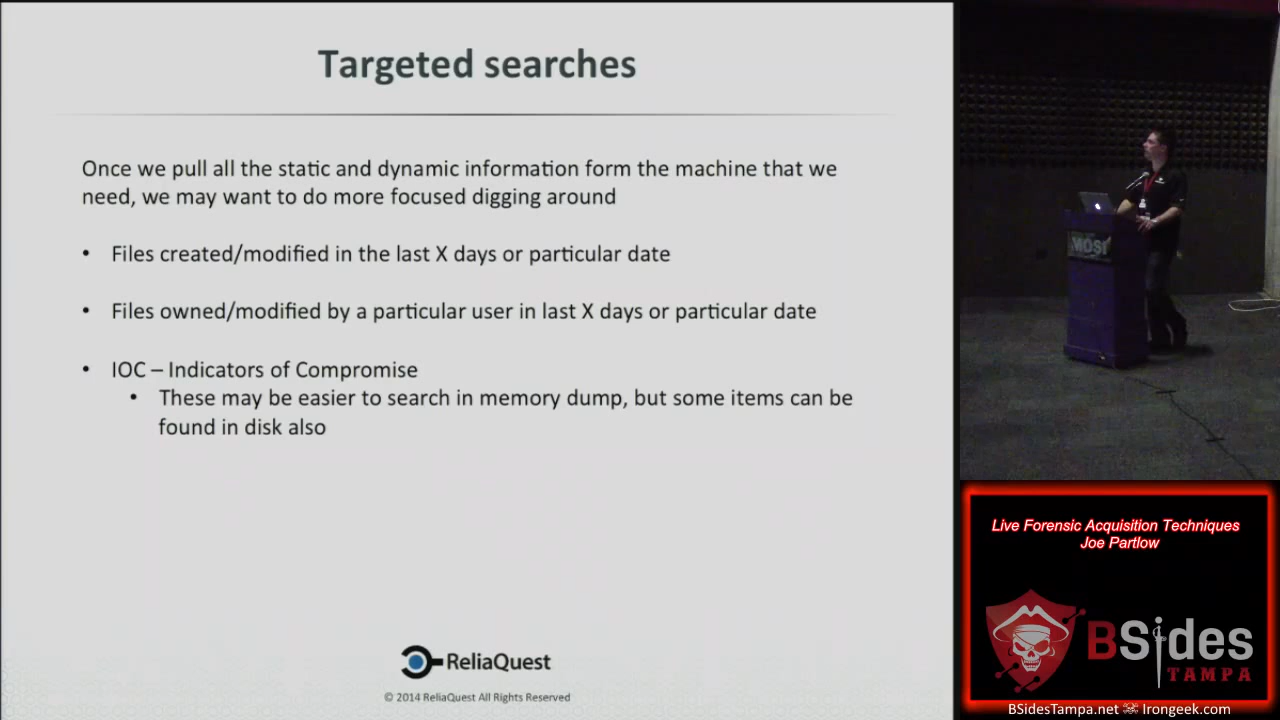 Targeted searches
Once we pull all the static and dynamic information form the machine that we
need, we may want to do more focused digging around
• Files created/modified in the last X days or particular date
• Files owned/modified by a particular user in last X days or particular date
• IOC – Indicators of Compromise
• These may be easier to search in memory dump, but some items can be
found in disk also
ReliaQuest
© 2014 ReliaQuest All Rights Reserved
MOSI
Live Forensic Acquisition Techniques
Joe Partlow
BSides
TAMPA
BSidesTampa.net Irongeek.com